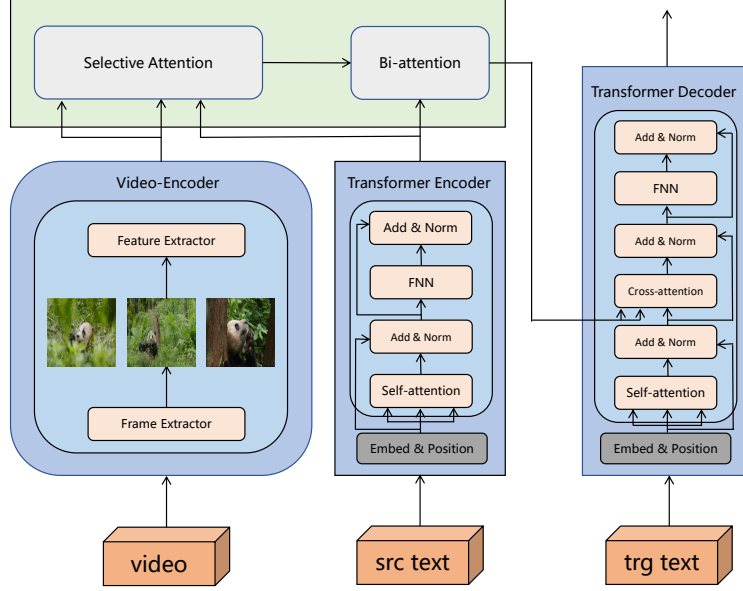 Selective Attention
Bi-attention
Video-Encoder
Feature Extractor
Frame Extractor
video
Transformer Encoder
Add & Norm
FNN
Add & Norm
Self-attention
Embed & Position
src text
Transformer Decoder
Add & Norm
FNN
Add & Norm
Cross-attention
Add & Norm
Self-attention
Embed & Position
trg text